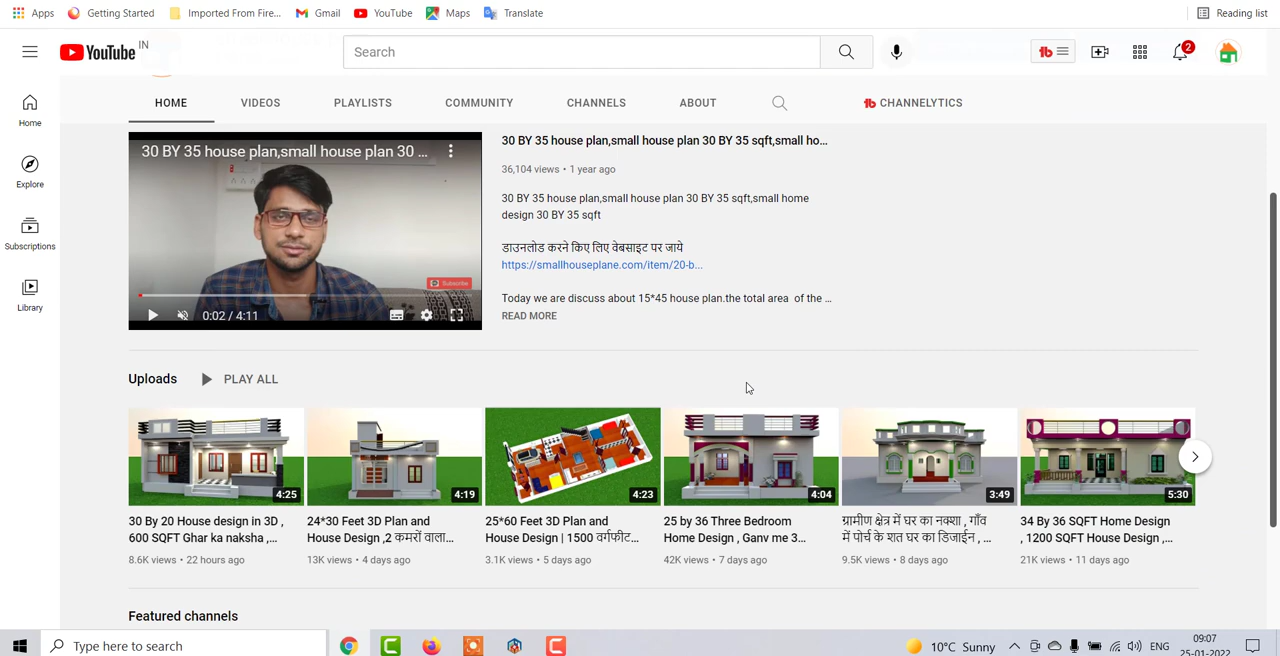 Apps Getting Started Imported From Fire... Gmail YouTube Maps Translate Reading list
YouTube IN Search 2
HOME VIDEOS PLAYLISTS COMMUNITY CHANNELS ABOUT CHANNELYTICS
Home
Explore
Subscriptions
Library
30 BY 35 house plan,small house plan 30 ...
Subscribe
0:02 / 4:11
30 BY 35 house plan,small house plan 30 BY 35 sqft,small ho...
36,104 views • 1 year ago
30 BY 35 house plan,small house plan 30 BY 35 sqft,small home
design 30 BY 35 sqft
डाउनलोड करने किए लिए वेबसाइट पर जाये
https://smallhouseplane.com/item/20-b...
Today we are discuss about 15*45 house plan.the total area of the ...
READ MORE
Uploads PLAY ALL
4:25 4:19 4:23 4:04 3:49 5:30
30 By 20 House design in 3D ,
600 SQFT Ghar ka naksha ,...
8.6K views • 22 hours ago
24*30 Feet 3D Plan and
House Design ,2 कमरों वाला...
13K views • 4 days ago
25*60 Feet 3D Plan and
House Design | 1500 वर्गफीट...
3.1K views • 5 days ago
25 by 36 Three Bedroom
Home Design , Ganv me 3...
42K views • 7 days ago
ग्रामीण क्षेत्र में घर का नक्शा , गाँव
में पोर्च के शत घर का डिजाईन , ...
9.5K views • 8 days ago
34 By 36 SQFT Home Design
, 1200 SQFT House Design ,...
21K views • 11 days ago
Featured channels
Type here to search 10°C Sunny ENG 09:07
25-01-2022